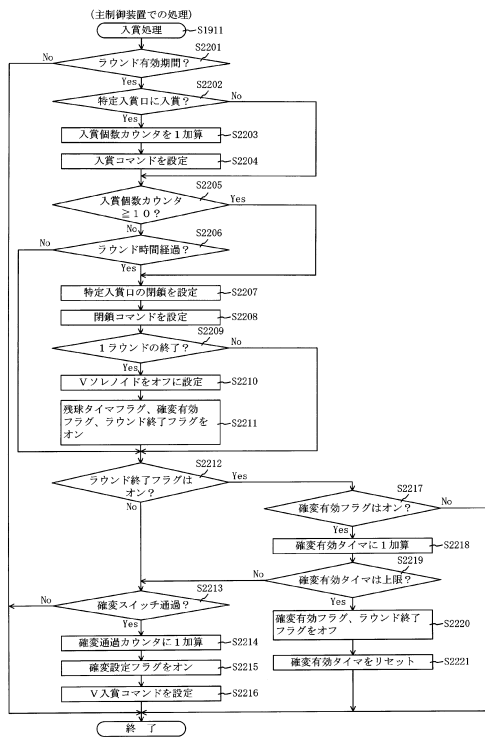 (主制御装置での処理)
入賞処理
S1911
S2201
No
ラウンド有効期間？
Yes
S2202
特定入賞口に入賞？
No
Yes
入賞個数カウンタを１加算
S2203
入賞コマンドを設定
S2204
S2205
入賞個数カウンタ
≧１０？
Yes
No
S2206
No
ラウンド時間経過？
Yes
特定入賞口の閉鎖を設定
S2207
閉鎖コマンドを設定
S2208
S2209
１ラウンドの終了？
No
Yes
Ｖソレノイドをオフに設定
S2210
残球タイマフラグ、確変有効
フラグ、ラウンド終了フラグを
オン
S2211
S2212
ラウンド終了フラグは
オン？
Yes
No
S2217
確変有効フラグはオン？
No
Yes
確変有効タイマに１加算
S2218
S2219
No
確変有効タイマは上限？
Yes
確変有効フラグ、ラウンド終了
フラグをオフ
S2220
確変有効タイマをリセット
S2221
S2213
No
確変スイッチ通過？
Yes
確変通過カウンタに１加算
S2214
確変設定フラグをオン
S2215
Ｖ入賞コマンドを設定
S2216
終了